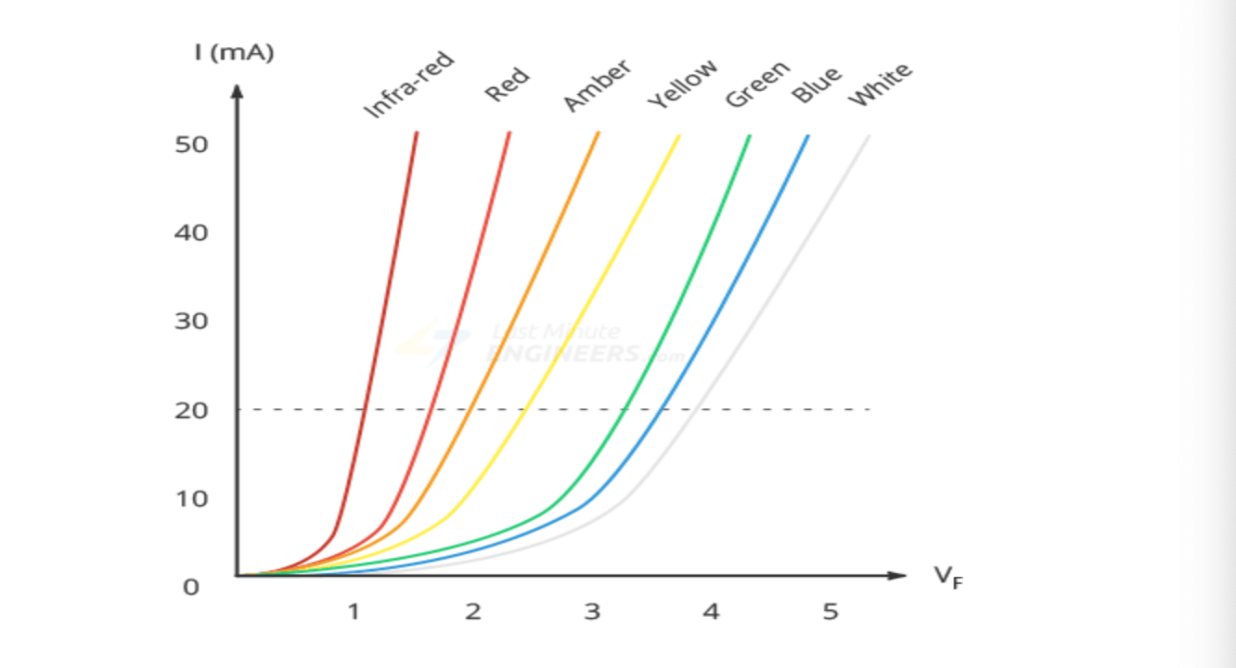 I (mA)
Infra-red
Red
Amber
Yellow
Green
Blue
White
50
40
30
20
10
0
Last Minute
ENGINEERS.com
1
2
3
4
5
VF